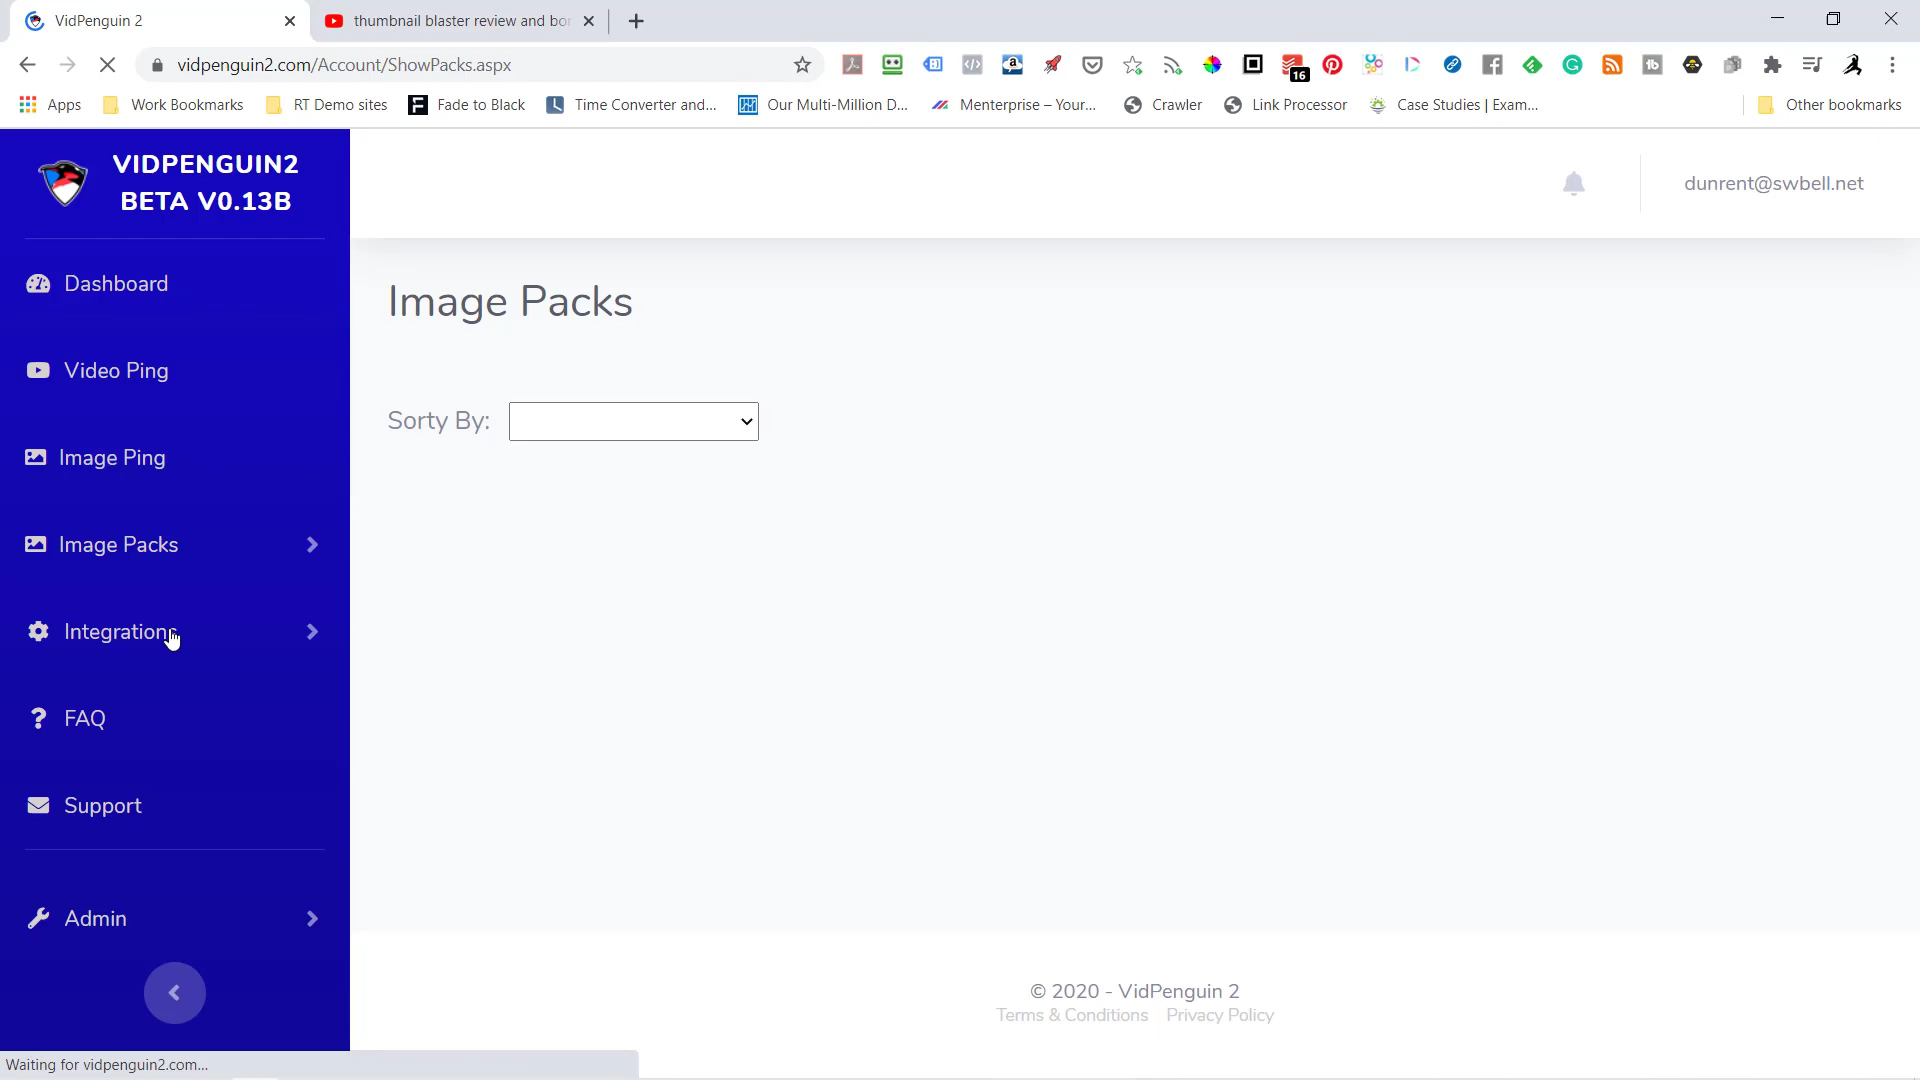 VidPenguin 2
thumbnail blaster review and bo
vidpenguin2.com/Account/ShowPacks.aspx
16
Apps
Work Bookmarks
RT Demo sites
Fade to Black
Time Converter and...
Our Multi-Million D...
Menterprise – Your...
Crawler
Link Processor
Case Studies | Exam...
Other bookmarks
VIDPENGUIN2
BETA V0.13B
dunrent@swbell.net
Dashboard
Video Ping
Image Ping
Image Packs
Integrations
FAQ
Support
Admin
Image Packs
Sorty By:
© 2020 - VidPenguin 2
Terms & Conditions Privacy Policy
Waiting for vidpenguin2.com...